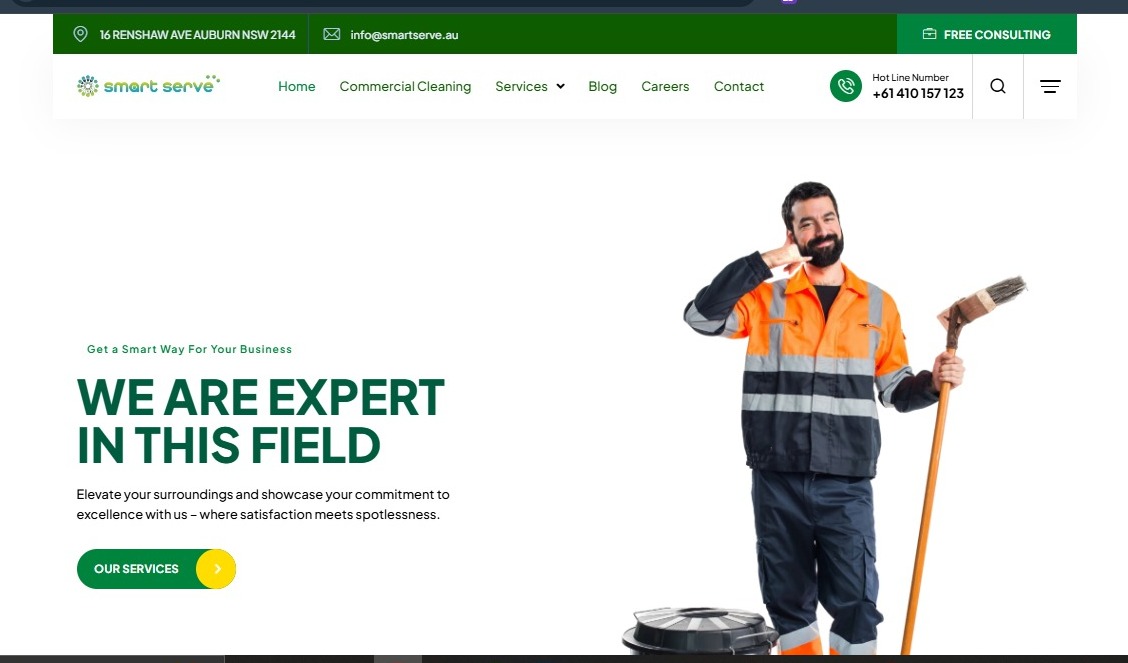 16 RENSHAW AVE AUBURN NSW 2144
info@smartserve.au
FREE CONSULTING
smart serve
Home
Commercial Cleaning
Services
Blog
Careers
Contact
Hot Line Number
+61 410 157 123
Get a Smart Way For Your Business
WE ARE EXPERT
IN THIS FIELD
Elevate your surroundings and showcase your commitment to
excellence with us – where satisfaction meets spotlessness.
OUR SERVICES